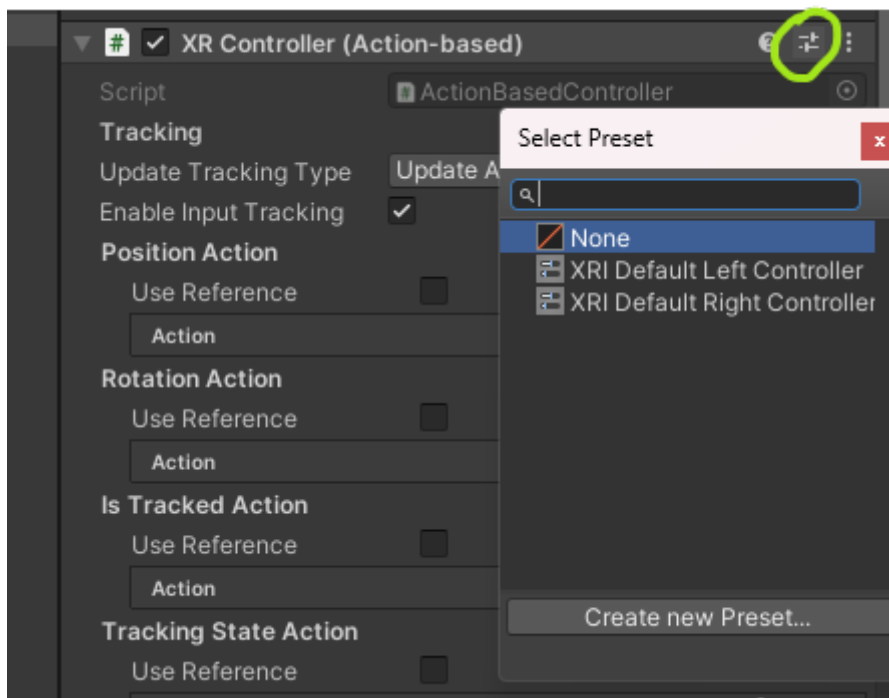 # XR Controller (Action-based)
Script # ActionBasedController
Tracking
Update Tracking Type Update A
Enable Input Tracking
Position Action
Use Reference
Action
Rotation Action
Use Reference
Action
Is Tracked Action
Use Reference
Action
Tracking State Action
Use Reference
Select Preset x
None
XRI Default Left Controller
XRI Default Right Controller
Create new Preset...